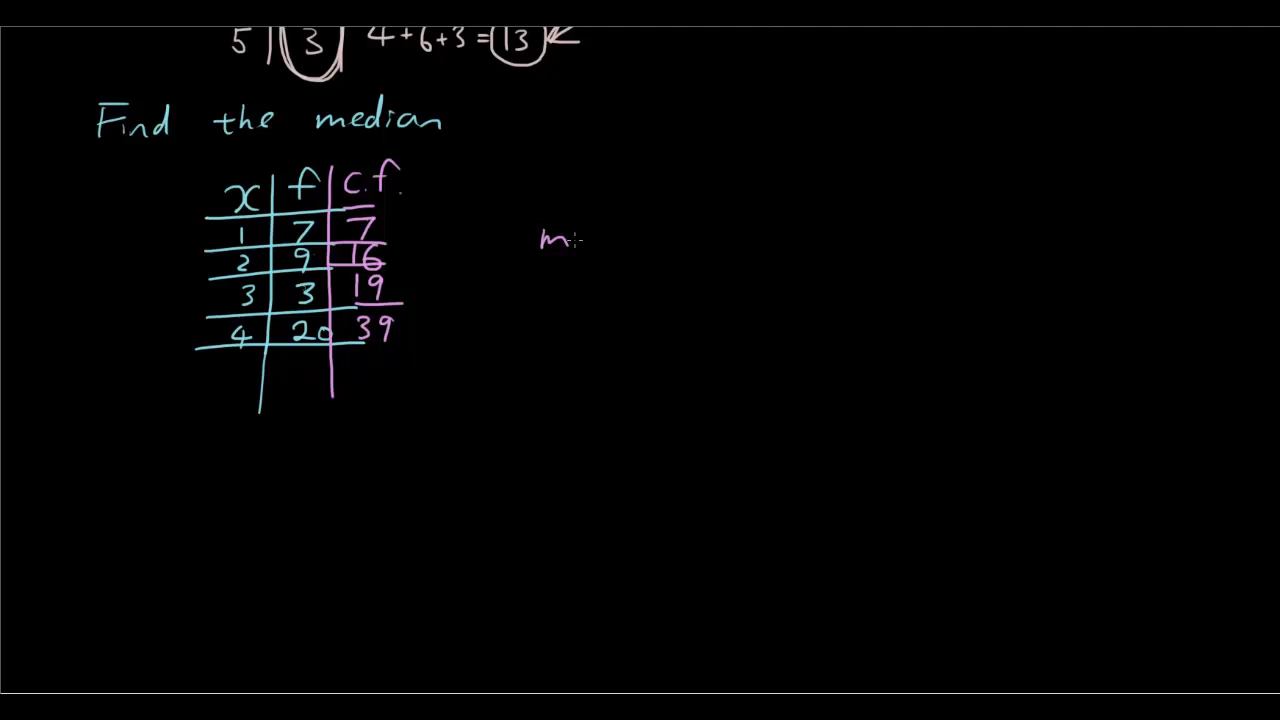 5 3 4+6+3=13
Find the median
x f c.f.
1 7 7
2 9 16
3 3 19
4 20 39
m